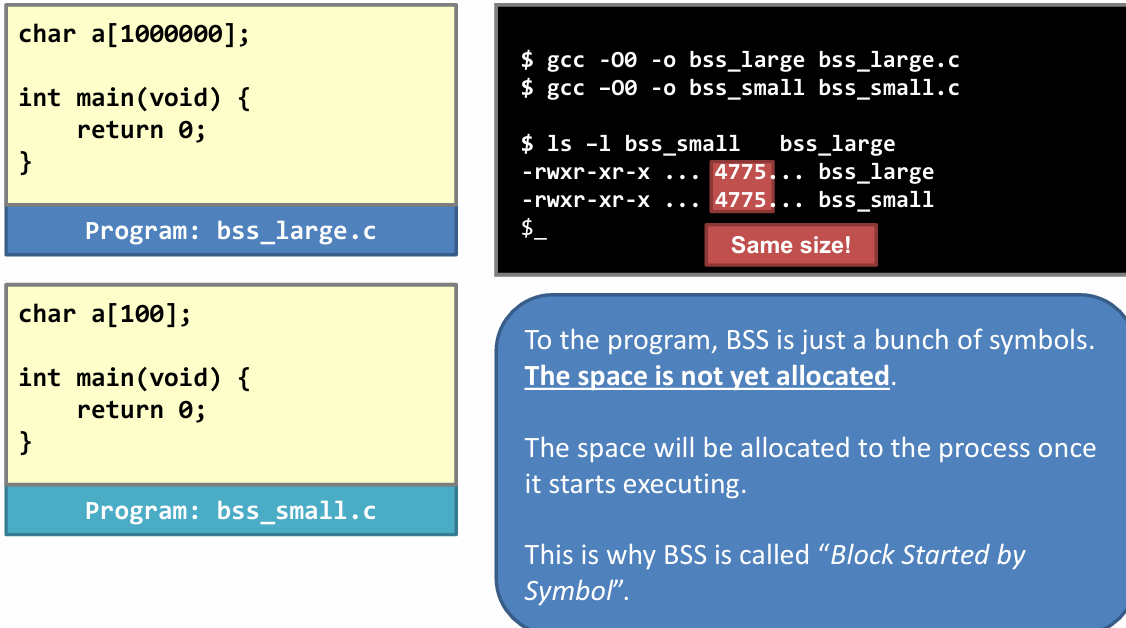 char a[1000000];
int main(void) {
return 0;
}
Program: bss_large.c
char a[100];
int main(void) {
return 0;
}
Program: bss_small.c
$ gcc -O0 -o bss_large bss_large.c
$ gcc –O0 -o bss_small bss_small.c
$ ls –l bss_small bss_large
-rwxr-xr-x ... 4775... bss_large
-rwxr-xr-x ... 4775... bss_small
$_
Same size!
To the program, BSS is just a bunch of symbols.
The space is not yet allocated.
The space will be allocated to the process once
it starts executing.
This is why BSS is called “Block Started by
Symbol”.